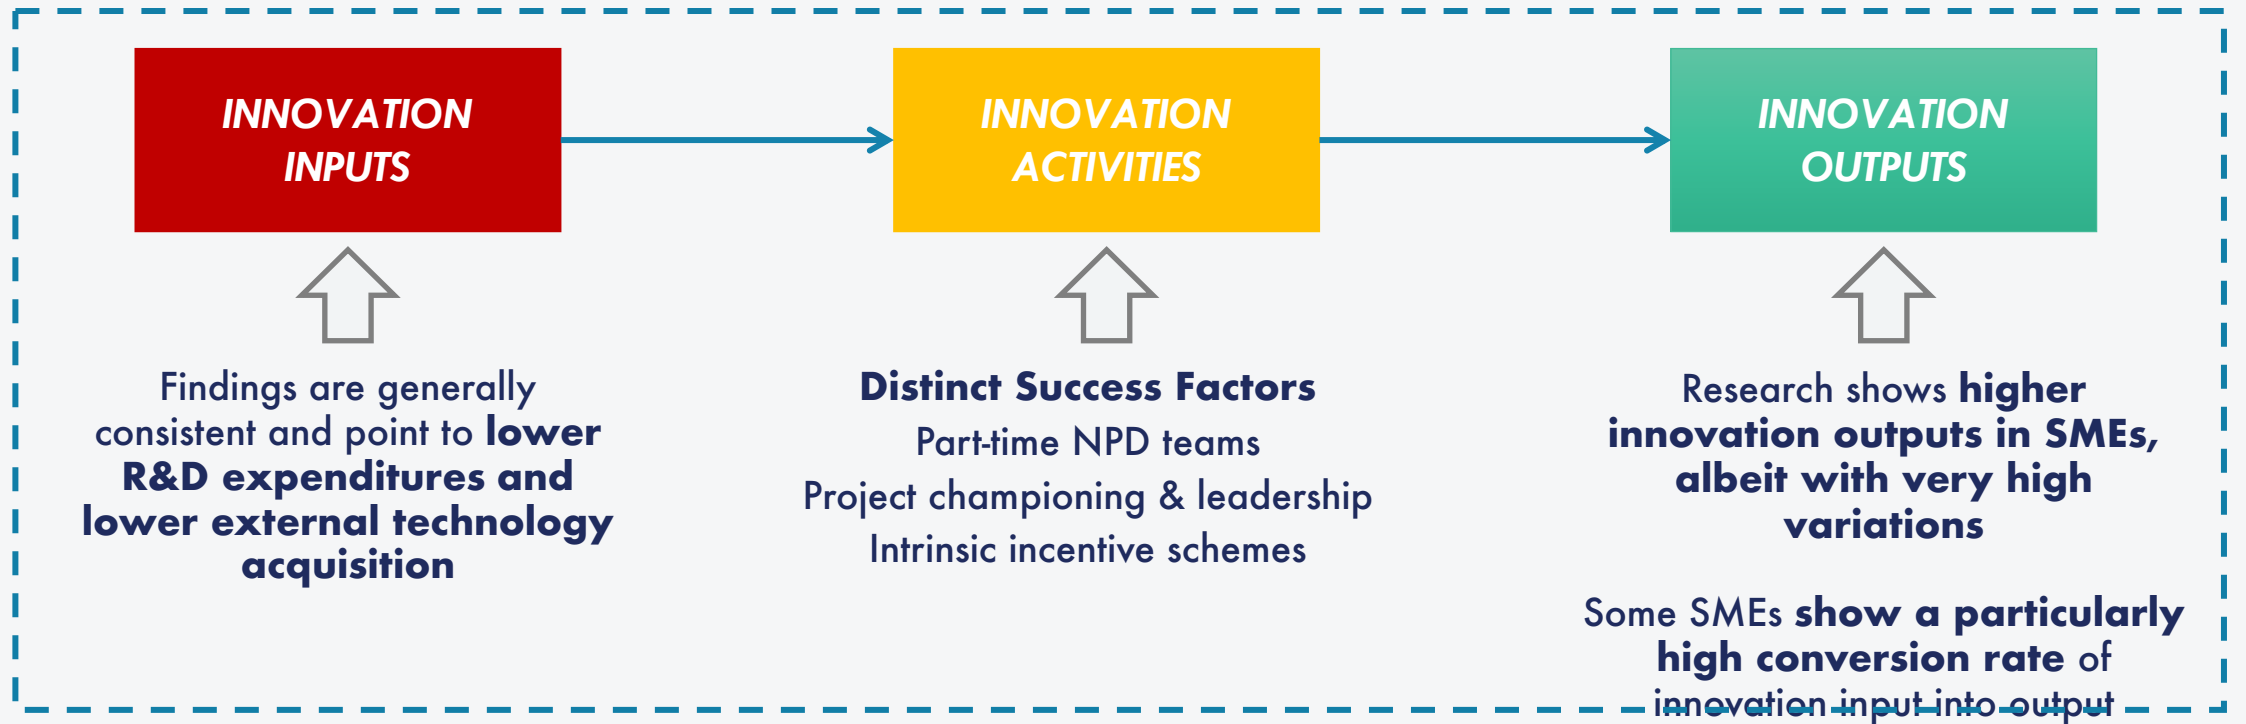 INNOVATION
INPUTS
INNOVATION
ACTIVITIES
INNOVATION
OUTPUTS
Findings are generally
consistent and point to lower
R&D expenditures and
lower external technology
acquisition
Distinct Success Factors
Part-time NPD teams
Project championing & leadership
Intrinsic incentive schemes
Research shows higher
innovation outputs in SMEs,
albeit with very high
variations
Some SMEs show a particularly
high conversion rate of
innovation input into output